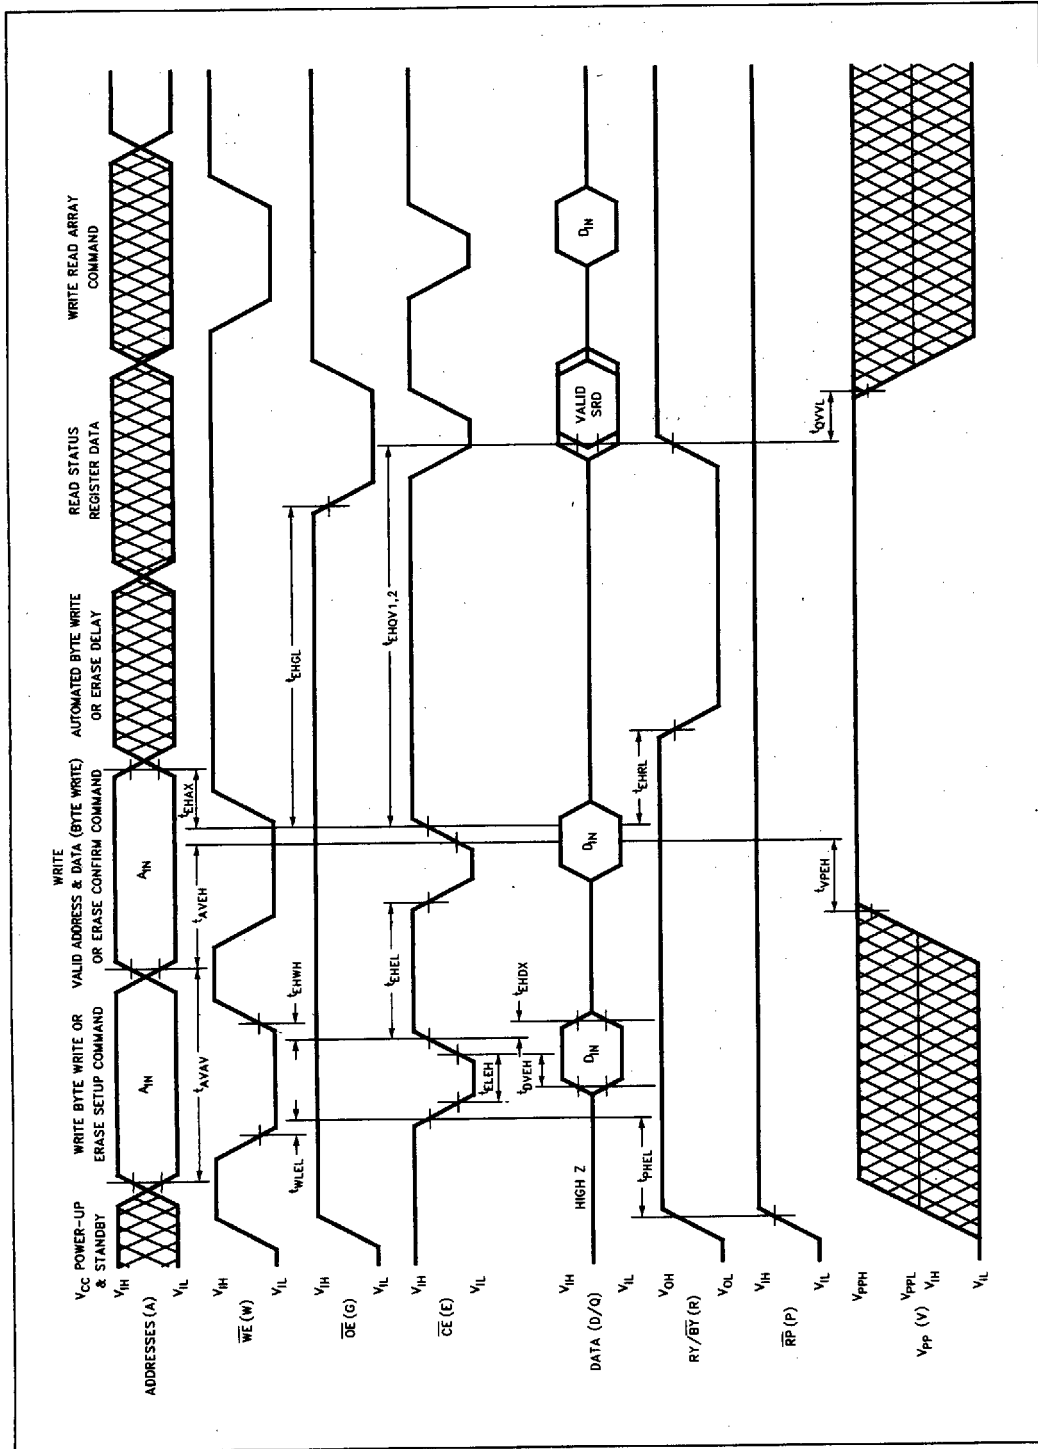 VCC POWER-UP
& STANDBY
WRITE BYTE WRITE OR
ERASE SETUP COMMAND
WRITE
VALID ADDRESS & DATA (BYTE WRITE)
OR ERASE CONFIRM COMMAND
AUTOMATED BYTE WRITE
OR ERASE DELAY
READ STATUS
REGISTER DATA
WRITE READ ARRAY
COMMAND
VIH
ADDRESSES (A)
VIL
AIN
AIN
tAVAV
tAVEH
tEHAX
VIH
WE (W)
VIL
tWLEL
tEHWH
tEHGL
VIH
OE (G)
VIL
tEHEL
tEHQV1,2
VIH
CE (E)
VIL
tELEH
tDVEH
tEHDX
VIH
DATA (D/Q)
VIL
HIGH Z
DIN
DIN
VALID
SRD
DIN
tPHEL
tEHRL
VOH
RY/BY (R)
VOL
VIH
RP (P)
VIL
tVPEH
tQVVL
VPPH
VPPL
VIH
VPP (V)
VIL